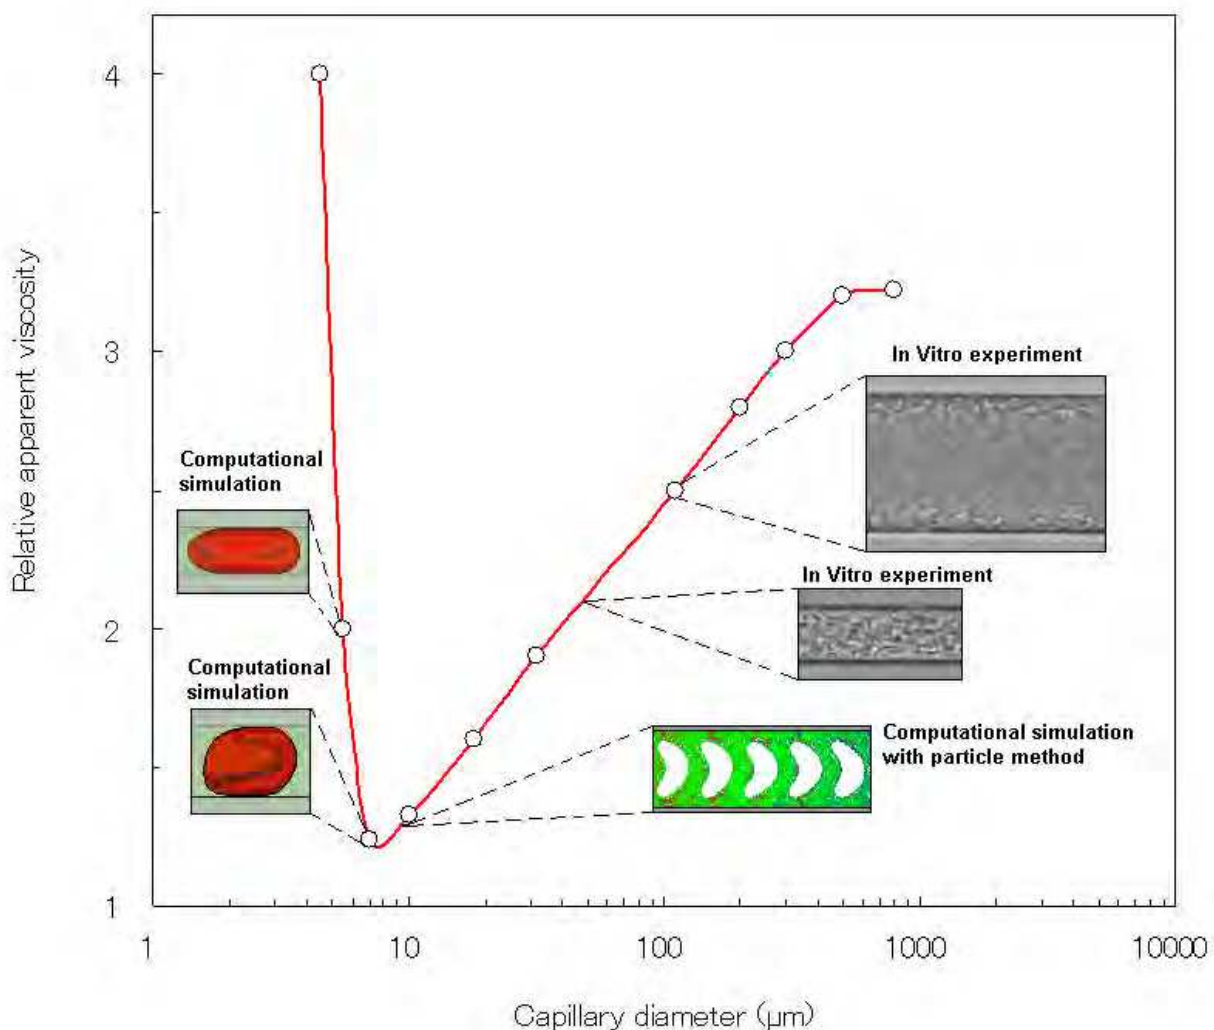 4
3
2
1
Relative apparent viscosity
In Vitro experiment
Computational
simulation
In Vitro experiment
Computational
simulation
Computational simulation
with particle method
1
10
100
1000
10000
Capillary diameter (μm)